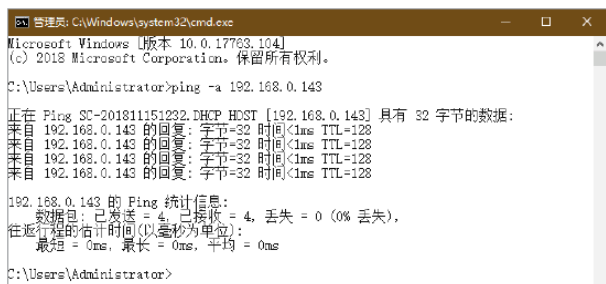 管理员: C:\Windows\system32\cmd.exe
Microsoft Windows [版本 10.0.17763.104]
(c) 2018 Microsoft Corporation。保留所有权利。
C:\Users\Administrator>ping -a 192.168.0.143
正在 Ping SC-201811151232.DHCP HOST [192.168.0.143] 具有 32 字节的数据:
来自 192.168.0.143 的回复: 字节=32 时间<1ms TTL=128
来自 192.168.0.143 的回复: 字节=32 时间<1ms TTL=128
来自 192.168.0.143 的回复: 字节=32 时间<1ms TTL=128
来自 192.168.0.143 的回复: 字节=32 时间<1ms TTL=128
192.168.0.143 的 Ping 统计信息:
数据包: 已发送 = 4, 已接收 = 4, 丢失 = 0 (0% 丢失),
往返行程的估计时间(以毫秒为单位):
最短 = 0ms, 最长 = 0ms, 平均 = 0ms
C:\Users\Administrator>